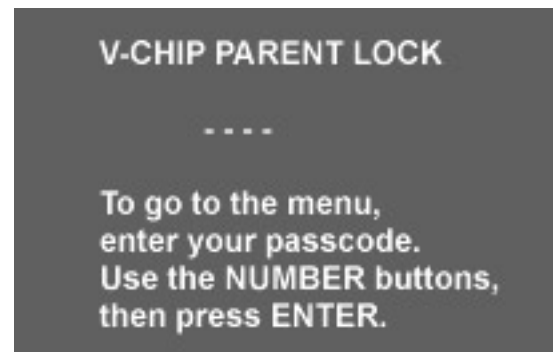 V-CHIP PARENT LOCK
- - - -
To go to the menu,
enter your passcode.
Use the NUMBER buttons,
then press ENTER.